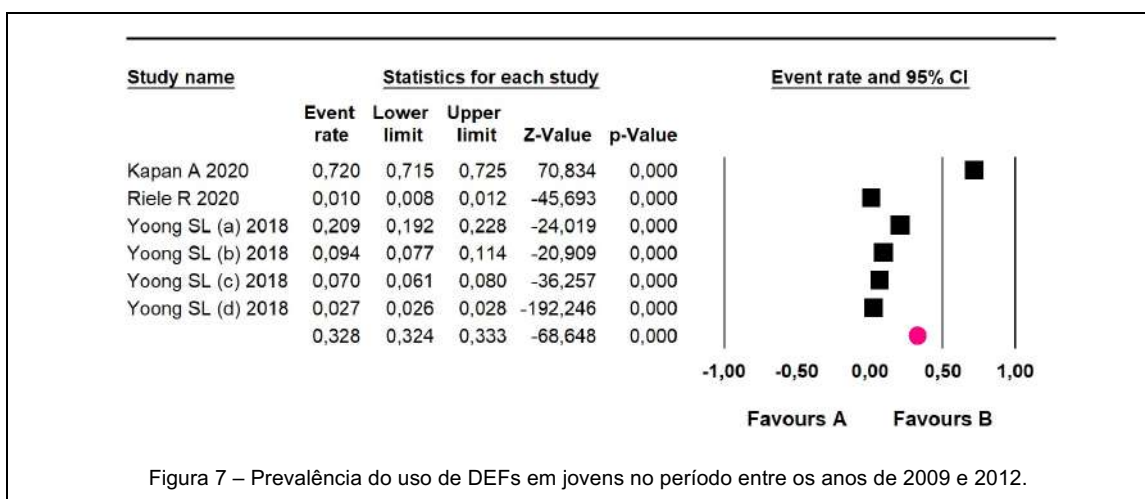 Study name Statistics for each study Event rate and 95% CI
Event Lower Upper
rate limit limit Z-Value p-Value
Kapan A 2020 0,720 0,715 0,725 70,834 0,000
Riele R 2020 0,010 0,008 0,012 -45,693 0,000
Yoong SL (a) 2018 0,209 0,192 0,228 -24,019 0,000
Yoong SL (b) 2018 0,094 0,077 0,114 -20,909 0,000
Yoong SL (c) 2018 0,070 0,061 0,080 -36,257 0,000
Yoong SL (d) 2018 0,027 0,026 0,028 -192,246 0,000
0,328 0,324 0,333 -68,648 0,000
-1,00 -0,50 0,00 0,50 1,00
Favours A Favours B
Figura 7 – Prevalência do uso de DEFs em jovens no período entre os anos de 2009 e 2012.